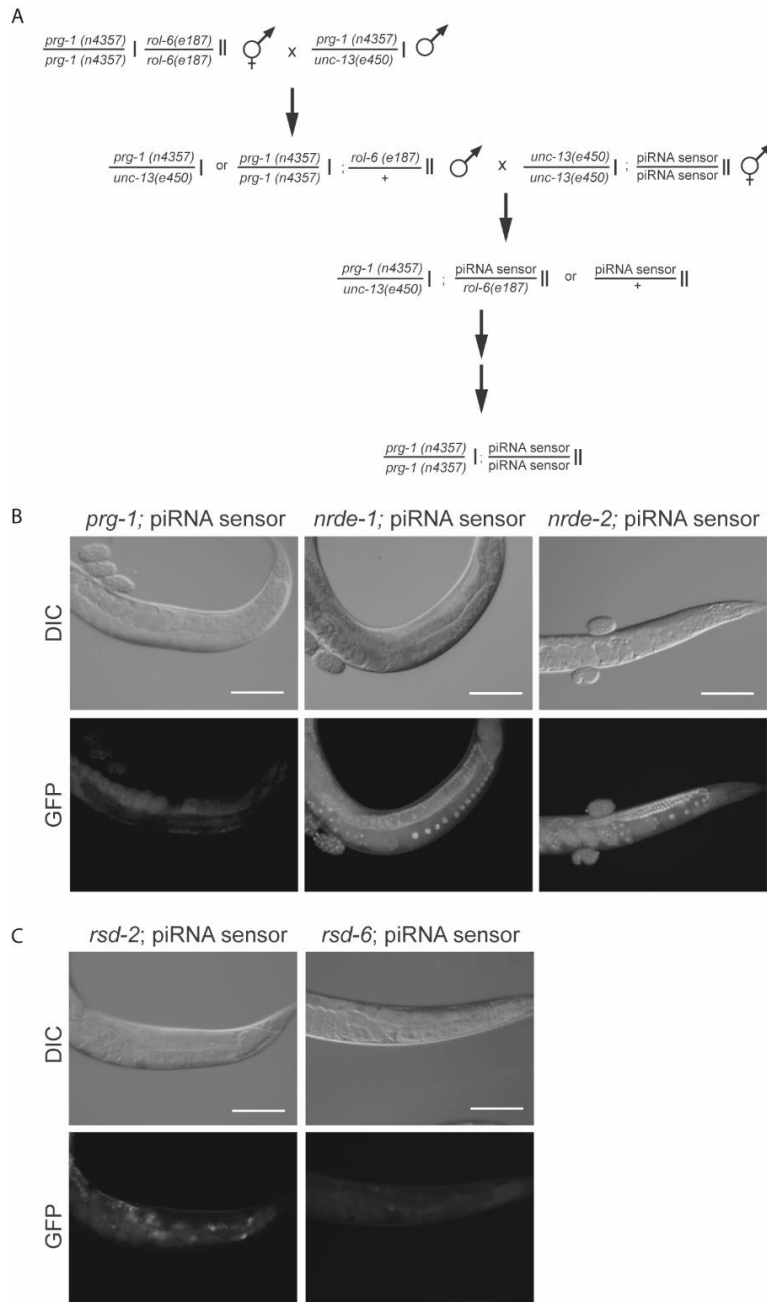 A
prg-1 (n4357) rol-6(e187) prg-1 (n4357)
I II x I
prg-1 (n4357) rol-6(e187) unc-13(e450)
prg-1 (n4357) prg-1 (n4357) rol-6 (e187) unc-13(e450) piRNA sensor
I or I ; II x I ; II
unc-13(e450) prg-1 (n4357) + unc-13(e450) piRNA sensor
prg-1 (n4357) piRNA sensor piRNA sensor
I ; II or II
unc-13(e450) rol-6(e187) +
prg-1 (n4357) piRNA sensor
I ; II
prg-1 (n4357) piRNA sensor
B
prg-1; piRNA sensor nrde-1; piRNA sensor nrde-2; piRNA sensor
DIC
GFP
C
rsd-2; piRNA sensor rsd-6; piRNA sensor
DIC
GFP